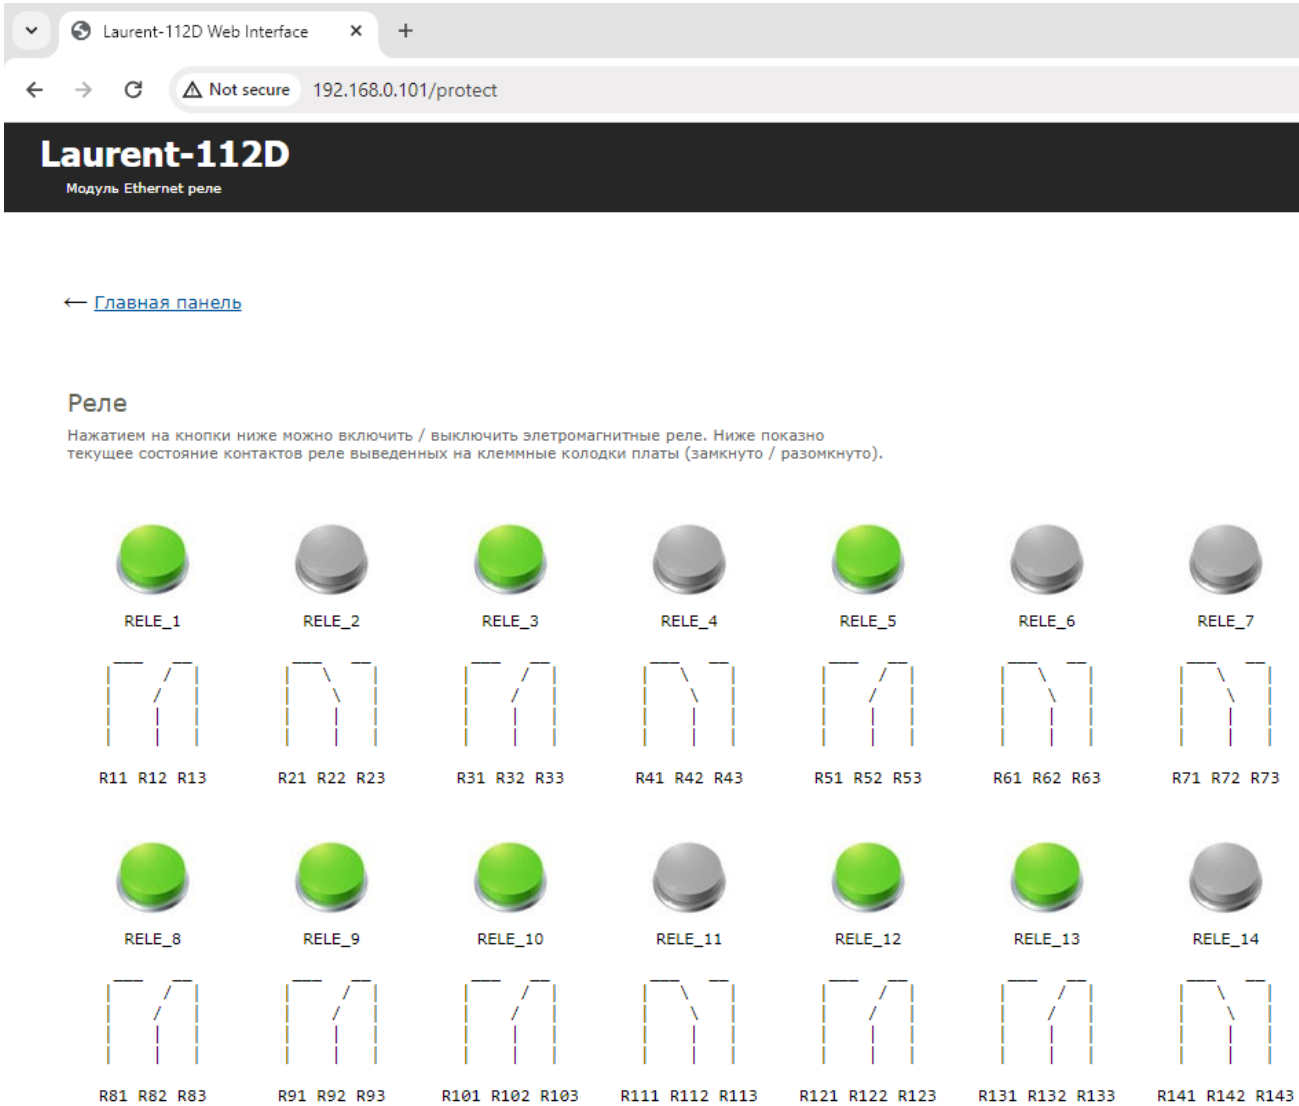 Laurent-112D Web Interface
Not secure 192.168.0.101/protect
Laurent-112D
Модуль Ethernet реле
← Главная панель
Реле
Нажатием на кнопки ниже можно включить / выключить элетромагнитные реле. Ниже показно
текущее состояние контактов реле выведенных на клеммные колодки платы (замкнуто / разомкнуто).
RELE_1 RELE_2 RELE_3 RELE_4 RELE_5 RELE_6 RELE_7
R11 R12 R13 R21 R22 R23 R31 R32 R33 R41 R42 R43 R51 R52 R53 R61 R62 R63 R71 R72 R73
RELE_8 RELE_9 RELE_10 RELE_11 RELE_12 RELE_13 RELE_14
R81 R82 R83 R91 R92 R93 R101 R102 R103 R111 R112 R113 R121 R122 R123 R131 R132 R133 R141 R142 R143